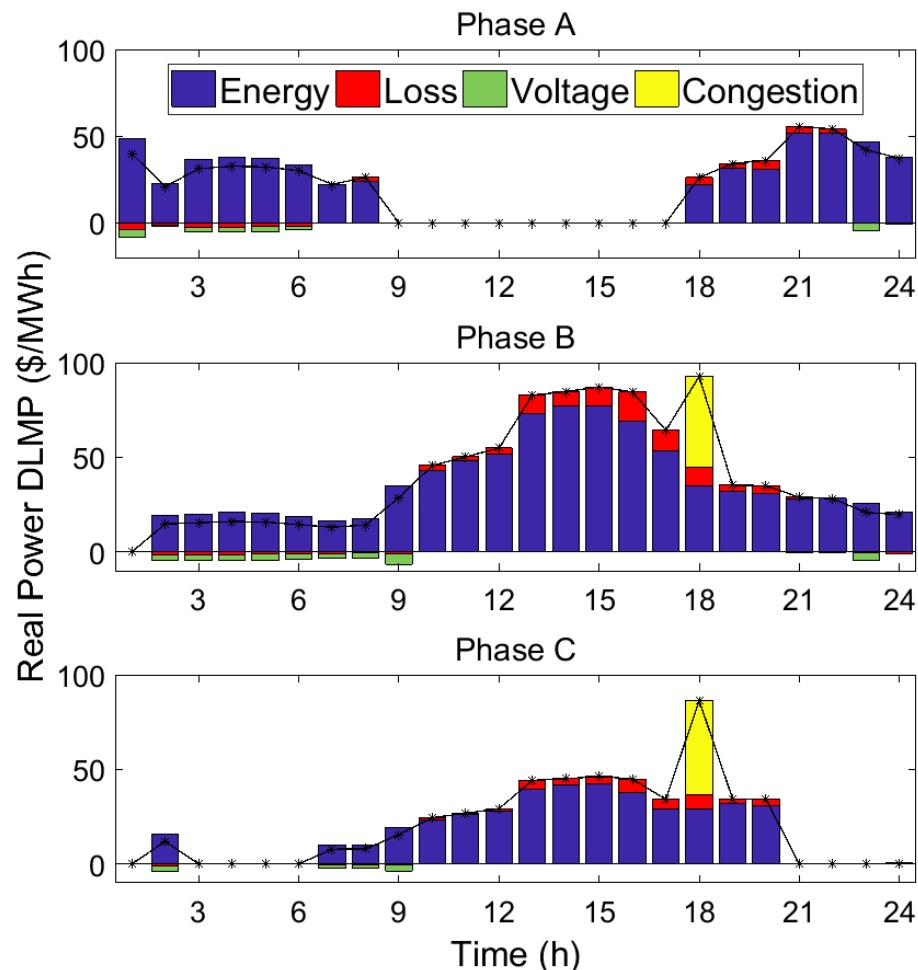 Phase A
100
Energy Loss Voltage Congestion
50
0
3 6 9 12 15 18 21 24
Real Power DLMP ($/MWh)
Phase B
100
50
0
3 6 9 12 15 18 21 24
Phase C
100
50
0
3 6 9 12 15 18 21 24
Time (h)